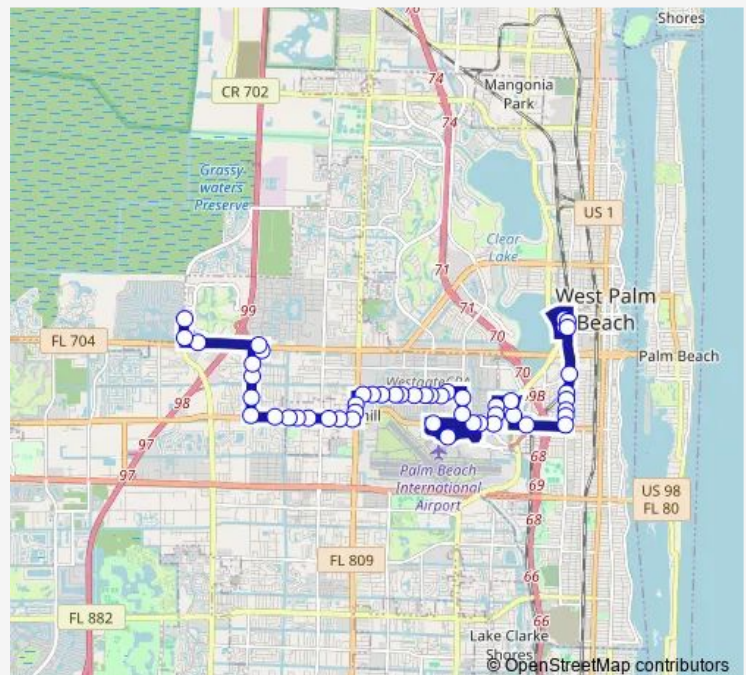 Shores
74
CR 702
Mangonia
Park
74
Grassy
waters
Preserve
US 1
Clear
Lake
71
99
71
West Palm
Beach
70
FL 704
Palm Beach
70
98
97
68
Palm Beach
International
Airport
97
69
US 98
FL 80
68
FL 809
66
FL 882
66
Lake Clarke
Shores
© OpenStreetMap contributors